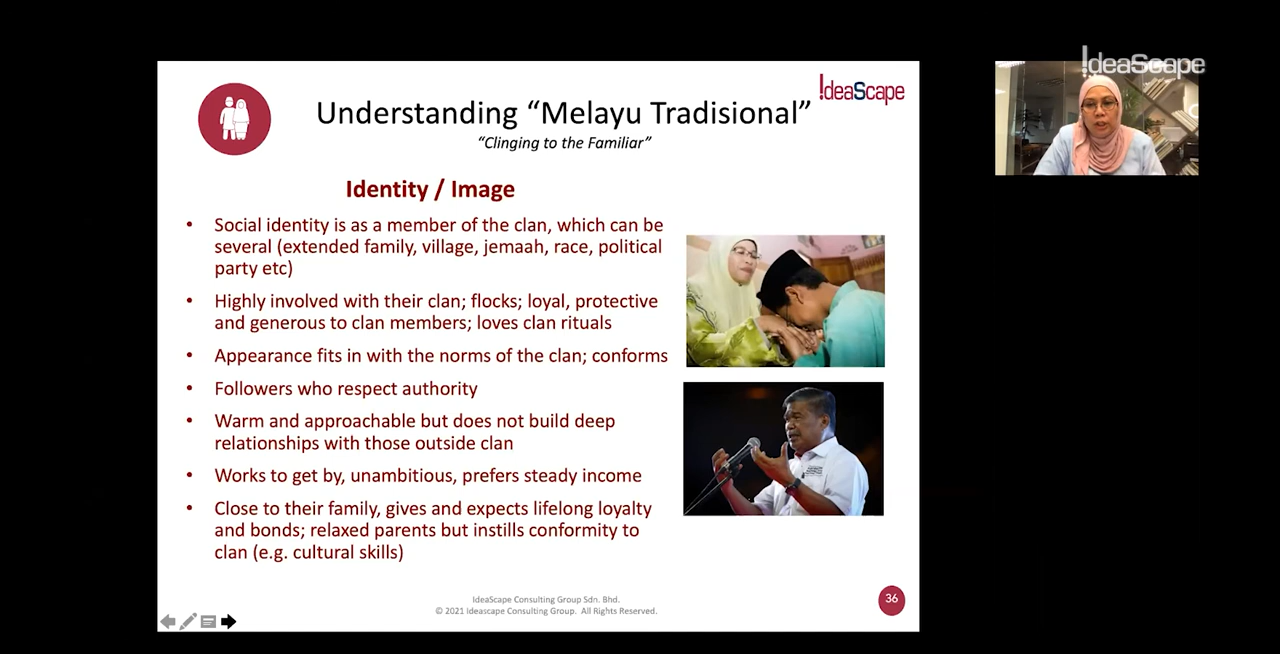 !deaScape
!deaScape
Understanding “Melayu Tradisional”
“Clinging to the Familiar”
Identity / Image
• Social identity is as a member of the clan, which can be
several (extended family, village, jemaah, race, political
party etc)
• Highly involved with their clan; flocks; loyal, protective
and generous to clan members; loves clan rituals
• Appearance fits in with the norms of the clan; conforms
• Followers who respect authority
• Warm and approachable but does not build deep
relationships with those outside clan
• Works to get by, unambitious, prefers steady income
• Close to their family, gives and expects lifelong loyalty
and bonds; relaxed parents but instills conformity to
clan (e.g. cultural skills)
IdeaScape Consulting Group Sdn. Bhd.
© 2021 Ideascape Consulting Group. All Rights Reserved.
36